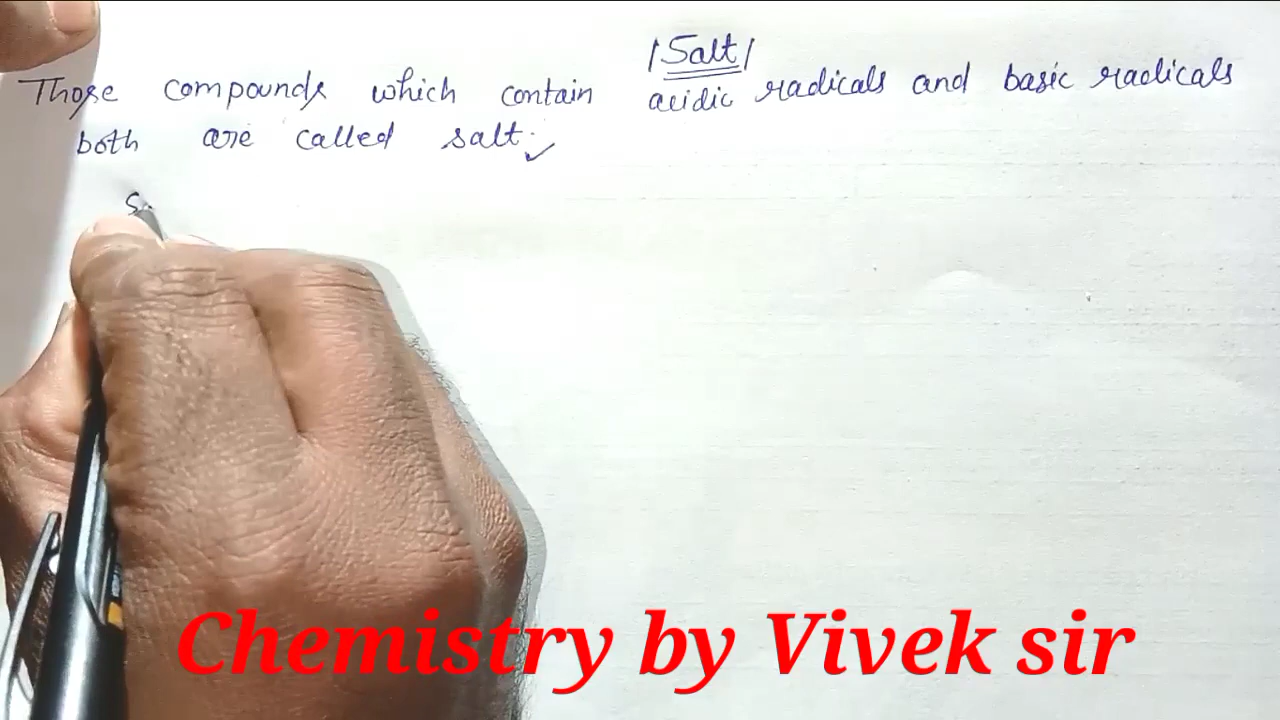 /Salt/
Those compounds which contain acidic radicals and basic radicals
both are called salt.
S
Chemistry by Vivek sir